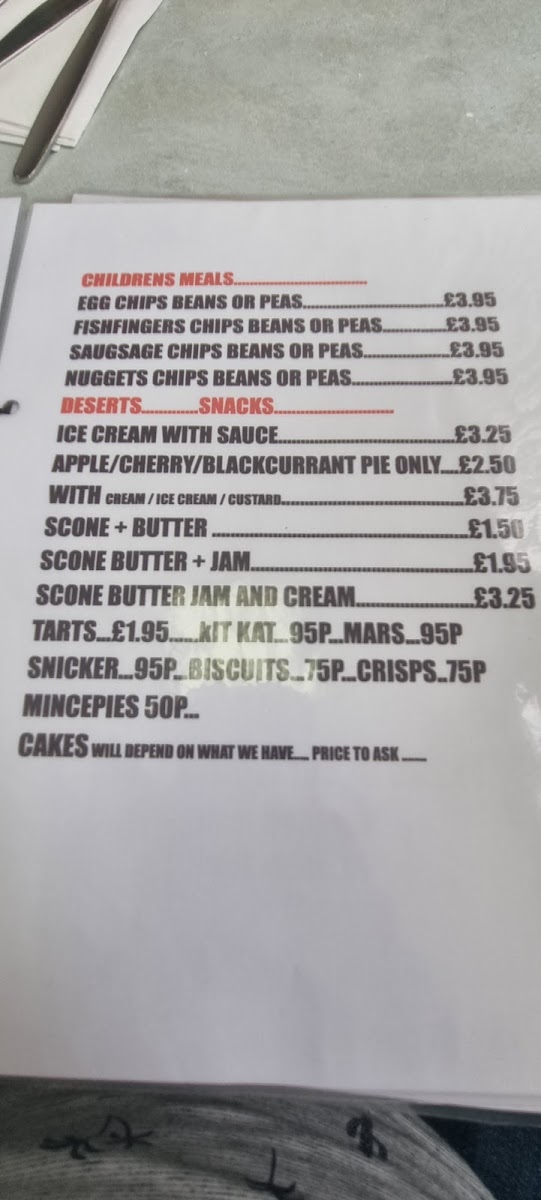 CHILDRENS MEALS..................................
EGG CHIPS BEANS OR PEAS....................................£3.95
FISHFINGERS CHIPS BEANS OR PEAS................£3.95
SAUGSAGE CHIPS BEANS OR PEAS......................£3.95
NUGGETS CHIPS BEANS OR PEAS.........................£3.95
DESERTS.............SNACKS............................
ICE CREAM WITH SAUCE..........................................£3.25
APPLE/CHERRY/BLACKCURRANT PIE ONLY....£2.50
WITH CREAM / ICE CREAM / CUSTARD..........................................£3.75
SCONE + BUTTER .........................................................£1.50
SCONE BUTTER + JAM.................................................£1.95
SCONE BUTTER JAM AND CREAM..........................£3.25
TARTS...£1.95......kIT KAT...95P...MARS...95P
SNICKER...95P...BISCUITS...75P...CRISPS..75P
MINCEPIES 50P...
CAKES WILL DEPEND ON WHAT WE HAVE.... PRICE TO ASK ......